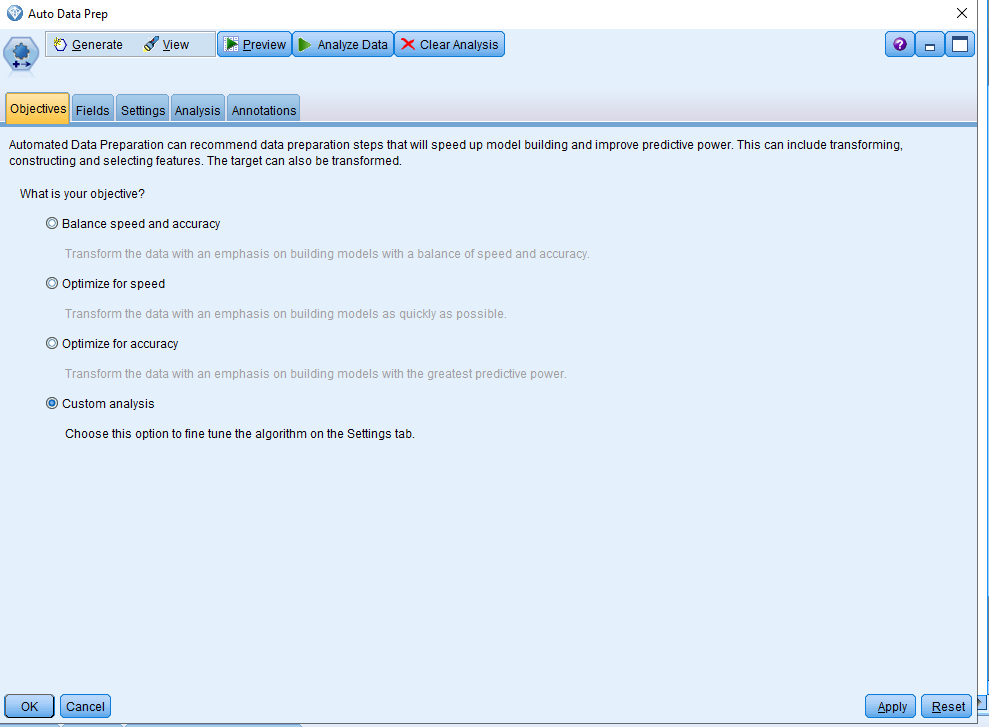 Auto Data Prep
Generate View Preview Analyze Data Clear Analysis ?
Objectives Fields Settings Analysis Annotations
Automated Data Preparation can recommend data preparation steps that will speed up model building and improve predictive power. This can include transforming,
constructing and selecting features. The target can also be transformed.
What is your objective?
Balance speed and accuracy
Transform the data with an emphasis on building models with a balance of speed and accuracy.
Optimize for speed
Transform the data with an emphasis on building models as quickly as possible.
Optimize for accuracy
Transform the data with an emphasis on building models with the greatest predictive power.
Custom analysis
Choose this option to fine tune the algorithm on the Settings tab.
OK Cancel Apply Reset